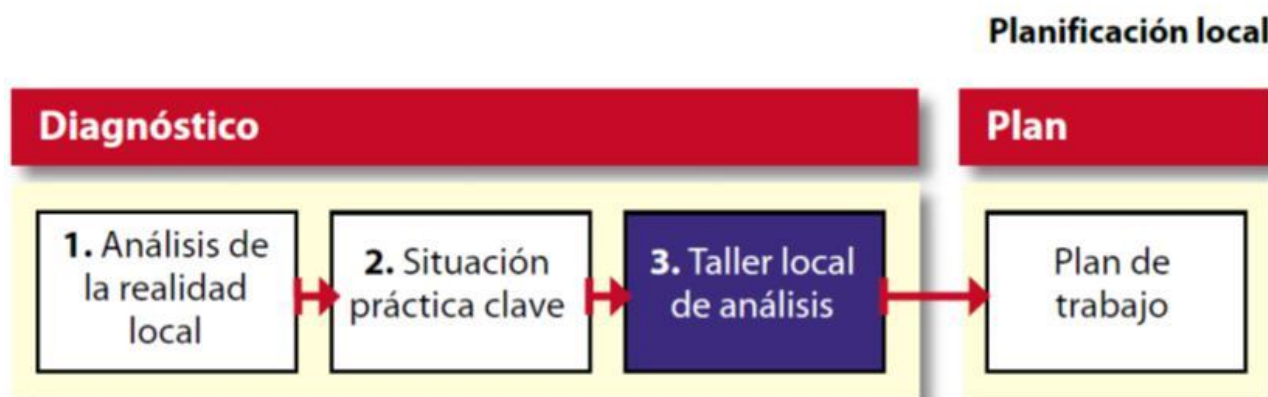 Planificación local
Diagnóstico
Plan
1. Análisis de
la realidad
local
2. Situación
práctica clave
3. Taller local
de análisis
Plan de
trabajo